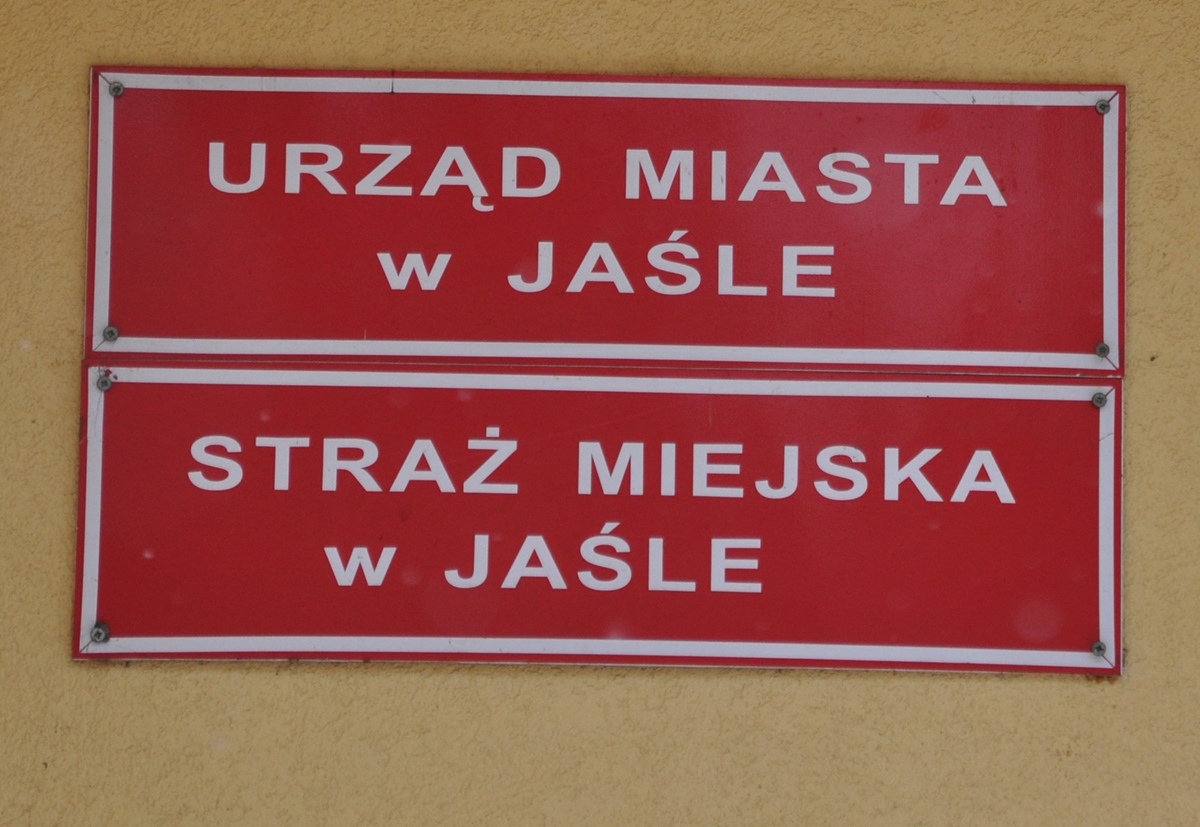 URZĄD MIASTA
w JAŚLE
STRAŻ MIEJSKA
w JAŚLE